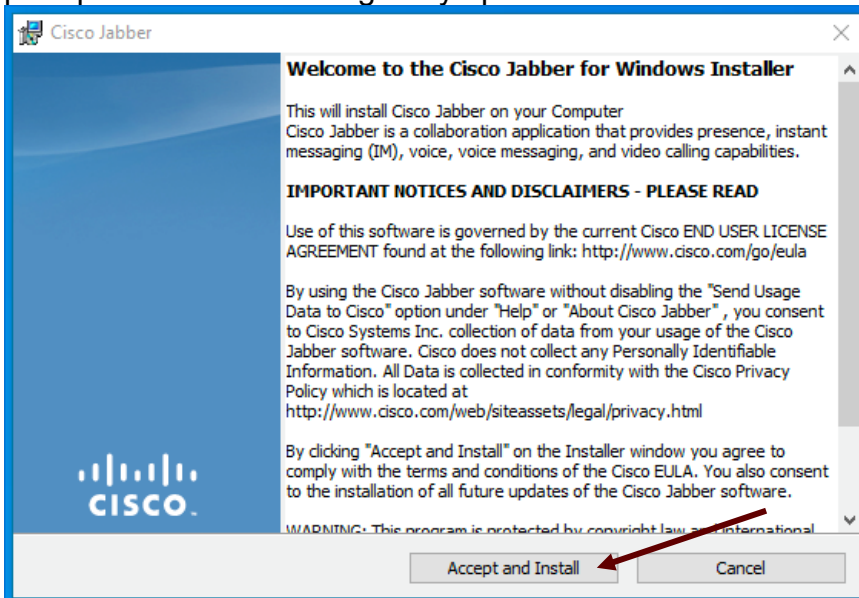 Cisco Jabber
Welcome to the Cisco Jabber for Windows Installer
This will install Cisco Jabber on your Computer
Cisco Jabber is a collaboration application that provides presence, instant
messaging (IM), voice, voice messaging, and video calling capabilities.
IMPORTANT NOTICES AND DISCLAIMERS - PLEASE READ
Use of this software is governed by the current Cisco END USER LICENSE
AGREEMENT found at the following link: http://www.cisco.com/go/eula
By using the Cisco Jabber software without disabling the "Send Usage
Data to Cisco" option under "Help" or "About Cisco Jabber" , you consent
to Cisco Systems Inc. collection of data from your usage of the Cisco
Jabber software. Cisco does not collect any Personally Identifiable
Information. All Data is collected in conformity with the Cisco Privacy
Policy which is located at
http://www.cisco.com/web/siteassets/legal/privacy.html
By clicking "Accept and Install" on the Installer window you agree to
comply with the terms and conditions of the Cisco EULA. You also consent
to the installation of all future updates of the Cisco Jabber software.
WARNING: This program is protected by copyright law and international
CISCO
Accept and Install
Cancel